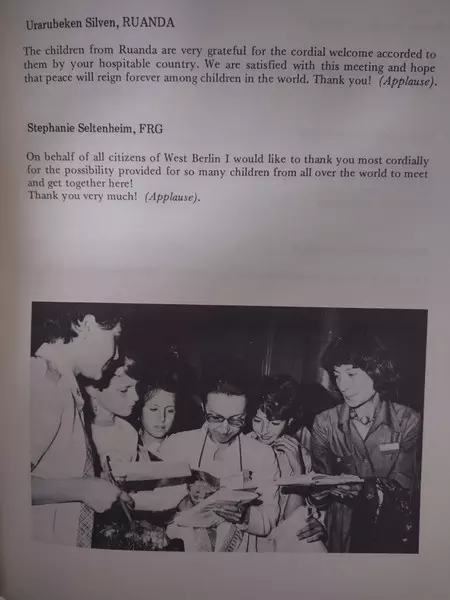 Urarubeken Silven, RUANDA
The children from Ruanda are very grateful for the cordial welcome accorded to
them by your hospitable country. We are satisfied with this meeting and hope
that peace will reign forever among children in the world. Thank you! (Applause).
Stephanie Seltenheim, FRG
On behalf of all citizens of West Berlin I would like to thank you most cordially
for the possibility provided for so many children from all over the world to meet
and get together here!
Thank you very much! (Applause).